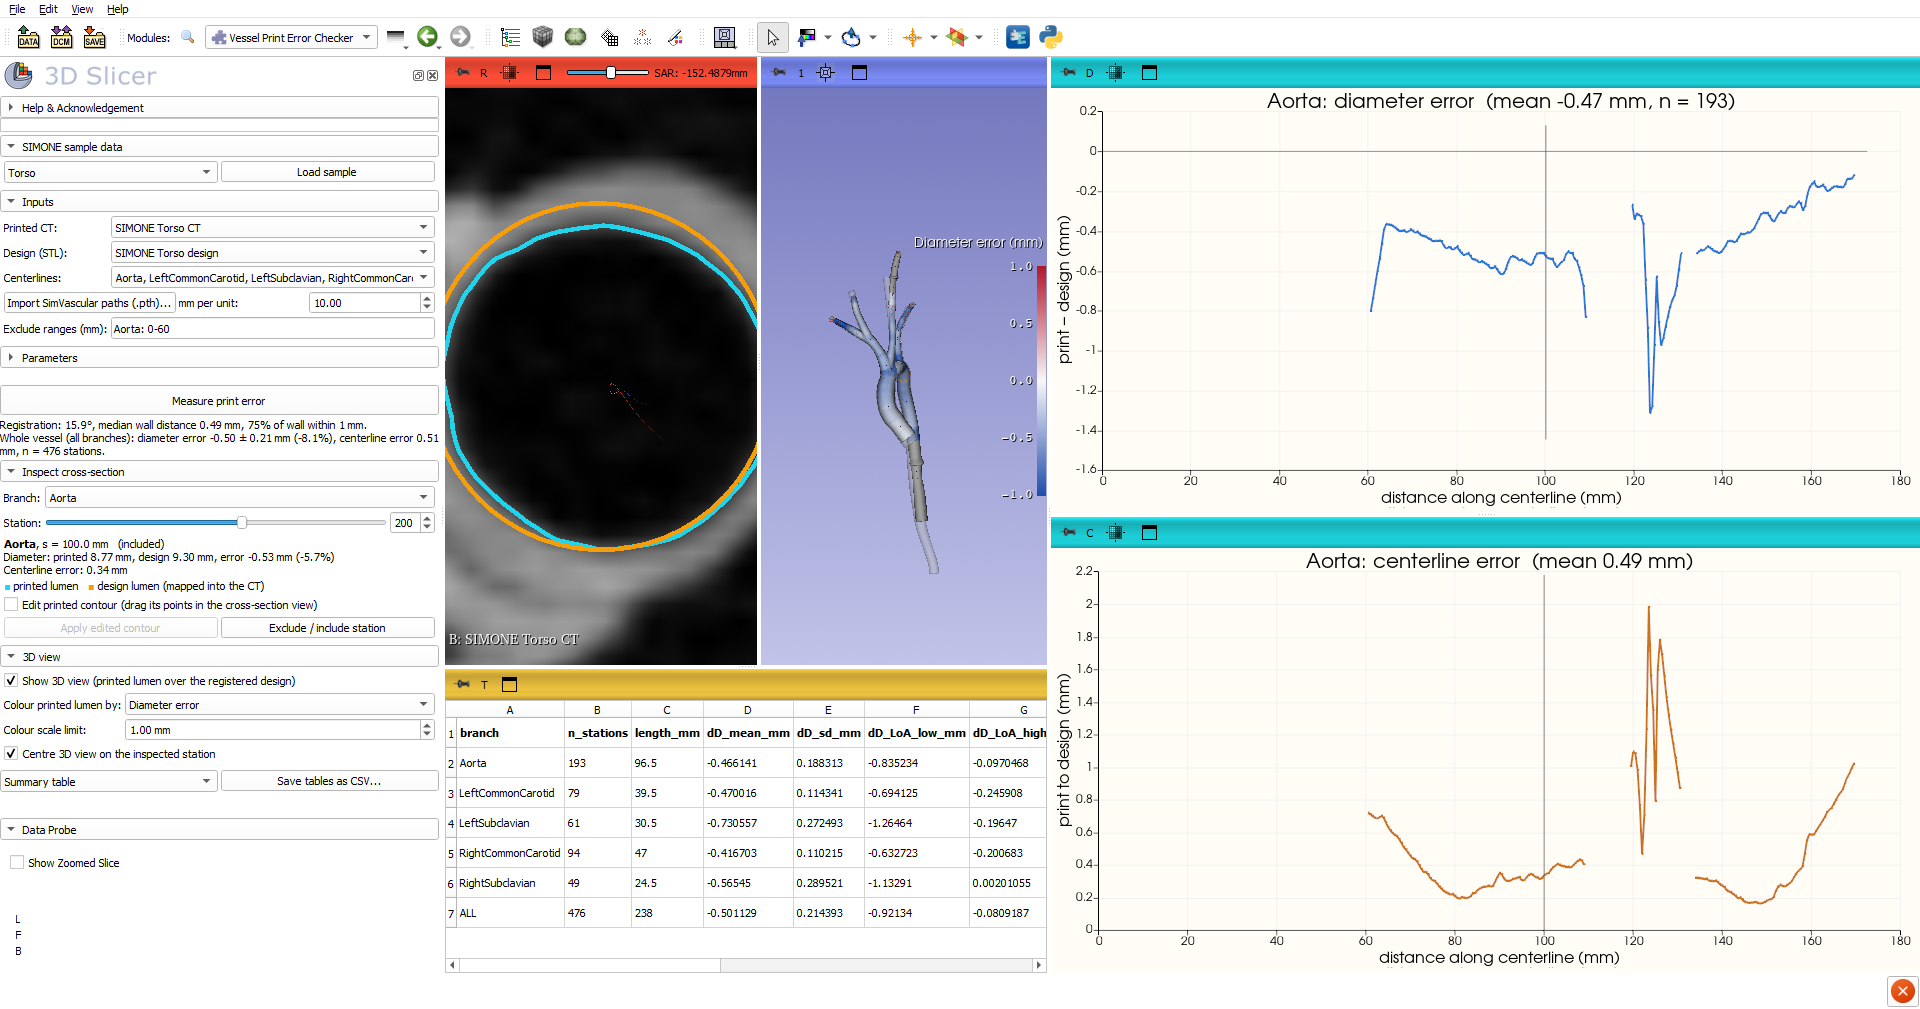 File Edit View Help
DATA DCM SAVE Modules: Vessel Print Error Checker
3D Slicer
Help & Acknowledgement
SIMONE sample data
Torso Load sample
Inputs
Printed CT: SIMONE Torso CT
Design (STL): SIMONE Torso design
Centerlines: Aorta, LeftCommonCarotid, LeftSubclavian, RightCommonCar
Import SimVascular paths (.pth)... mm per unit: 10.00
Exclude ranges (mm): Aorta: 0-60
Parameters
Measure print error
Registration: 15.9°, median wall distance 0.49 mm, 75% of wall within 1 mm.
Whole vessel (all branches): diameter error -0.50 ± 0.21 mm (-8.1%), centerline error 0.51
mm, n = 476 stations.
Inspect cross-section
Branch: Aorta
Station: 200
Aorta, s = 100.0 mm (included)
Diameter: printed 8.77 mm, design 9.30 mm, error -0.53 mm (-5.7%)
Centerline error: 0.34 mm
printed lumen design lumen (mapped into the CT)
Edit printed contour (drag its points in the cross-section view)
Apply edited contour Exclude / include station
3D view
Show 3D view (printed lumen over the registered design)
Colour printed lumen by: Diameter error
Colour scale limit: 1.00 mm
Centre 3D view on the inspected station
Summary table Save tables as CSV...
Data Probe
Show Zoomed Slice
L
F
B
R SAR: -152.4879mm
B: SIMONE Torso CT
1
Diameter error (mm)
1.0
0.5
0.0
-0.5
-1.0
T
A B C D E F G
1 branch n_stations length_mm dD_mean_mm dD_sd_mm dD_LoA_low_mm dD_LoA_high
2 Aorta 193 96.5 -0.466141 0.188313 -0.835234 -0.0970468
3 LeftCommonCarotid 79 39.5 -0.470016 0.114341 -0.694125 -0.245908
4 LeftSubclavian 61 30.5 -0.730557 0.272493 -1.26464 -0.19647
5 RightCommonCarotid 94 47 -0.416703 0.110215 -0.632723 -0.200683
6 RightSubclavian 49 24.5 -0.56545 0.289521 -1.13291 0.00201055
7 ALL 476 238 -0.501129 0.214393 -0.92134 -0.0809187
D
Aorta: diameter error (mean -0.47 mm, n = 193)
print - design (mm)
0.2
0
-0.2
-0.4
-0.6
-0.8
-1
-1.2
-1.4
-1.6
0 20 40 60 80 100 120 140 160 180
distance along centerline (mm)
C
Aorta: centerline error (mean 0.49 mm)
print to design (mm)
2.2
2
1.8
1.6
1.4
1.2
1
0.8
0.6
0.4
0.2
0
0 20 40 60 80 100 120 140 160 180
distance along centerline (mm)